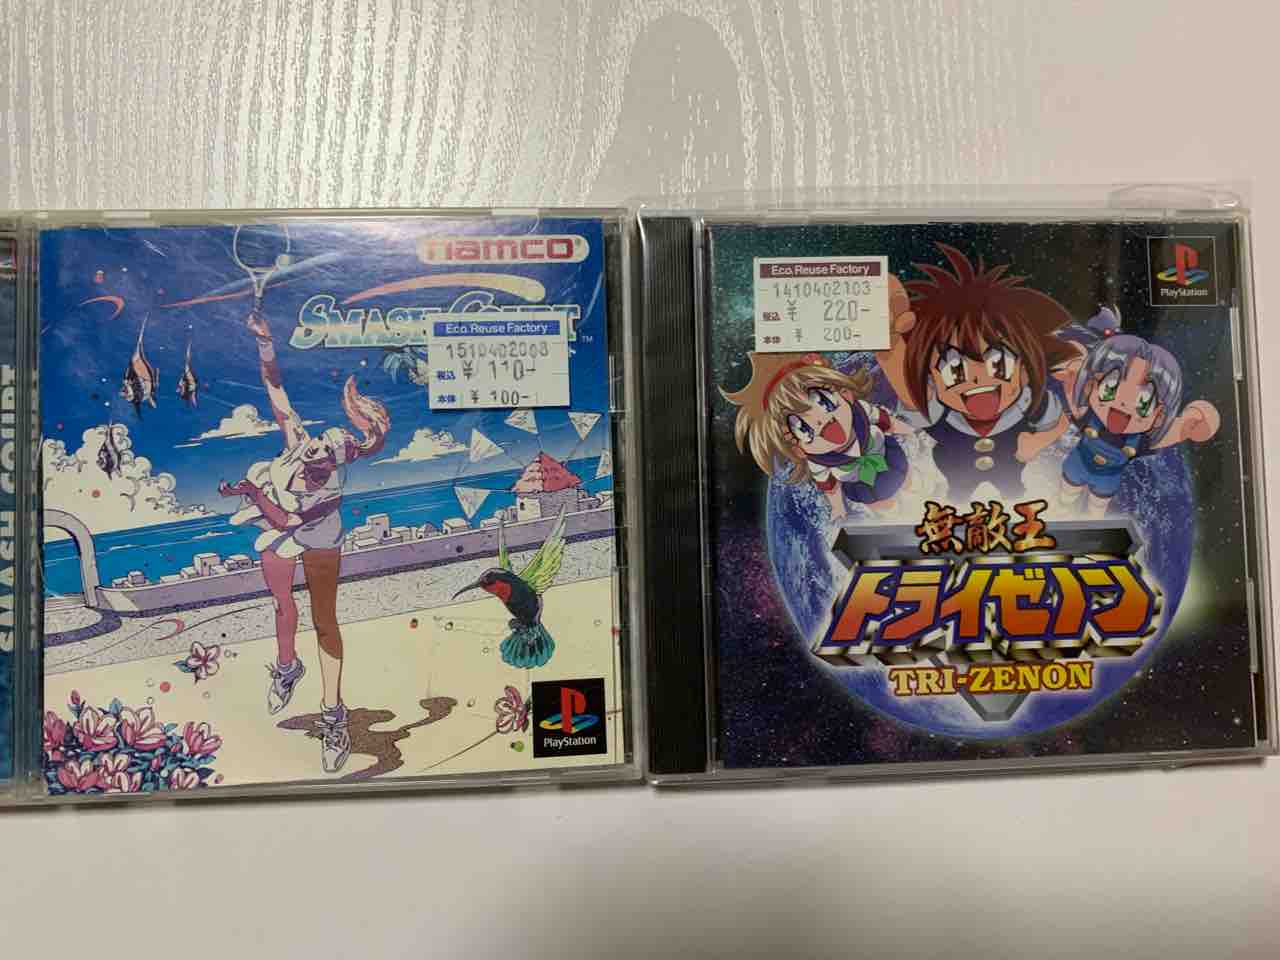 SMASH COURT
namco
SMASH COURT
Eco. Reuse Factory
1510402008
税込 ¥ 110-
本体 ¥ 100-
PlayStation
Eco. Reuse Factory
1410402103
税込 ¥ 220-
本体 ¥ 200-
PlayStation
無敵王
トライゼノン
TRI-ZENON